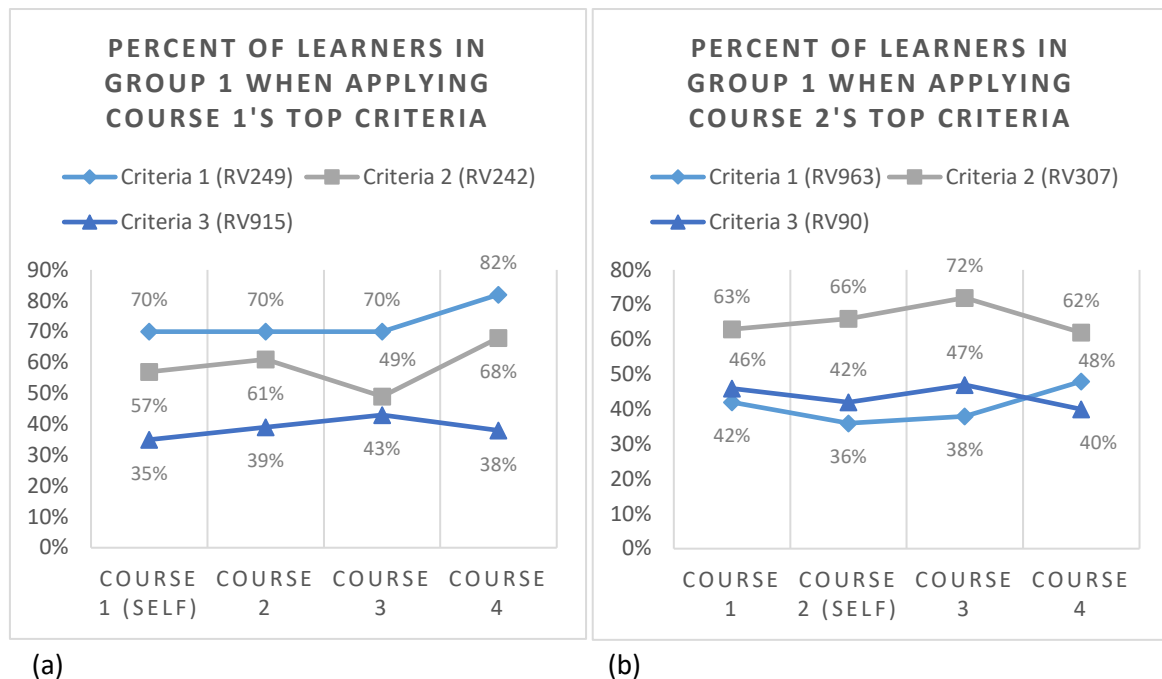 PERCENT OF LEARNERS IN
GROUP 1 WHEN APPLYING
COURSE 1'S TOP CRITERIA
Criteria 1 (RV249)
Criteria 2 (RV242)
Criteria 3 (RV915)
90%
80%
70%
60%
50%
40%
30%
20%
10%
0%
70%
70%
70%
82%
57%
61%
49%
68%
35%
39%
43%
38%
COURSE
1 (SELF)
COURSE
2
COURSE
3
COURSE
4
(a)
PERCENT OF LEARNERS IN
GROUP 1 WHEN APPLYING
COURSE 2'S TOP CRITERIA
Criteria 1 (RV963)
Criteria 2 (RV307)
Criteria 3 (RV90)
80%
70%
60%
50%
40%
30%
20%
10%
0%
63%
66%
72%
62%
46%
42%
47%
48%
42%
36%
38%
40%
COURSE
1
COURSE
2 (SELF)
COURSE
3
COURSE
4
(b)